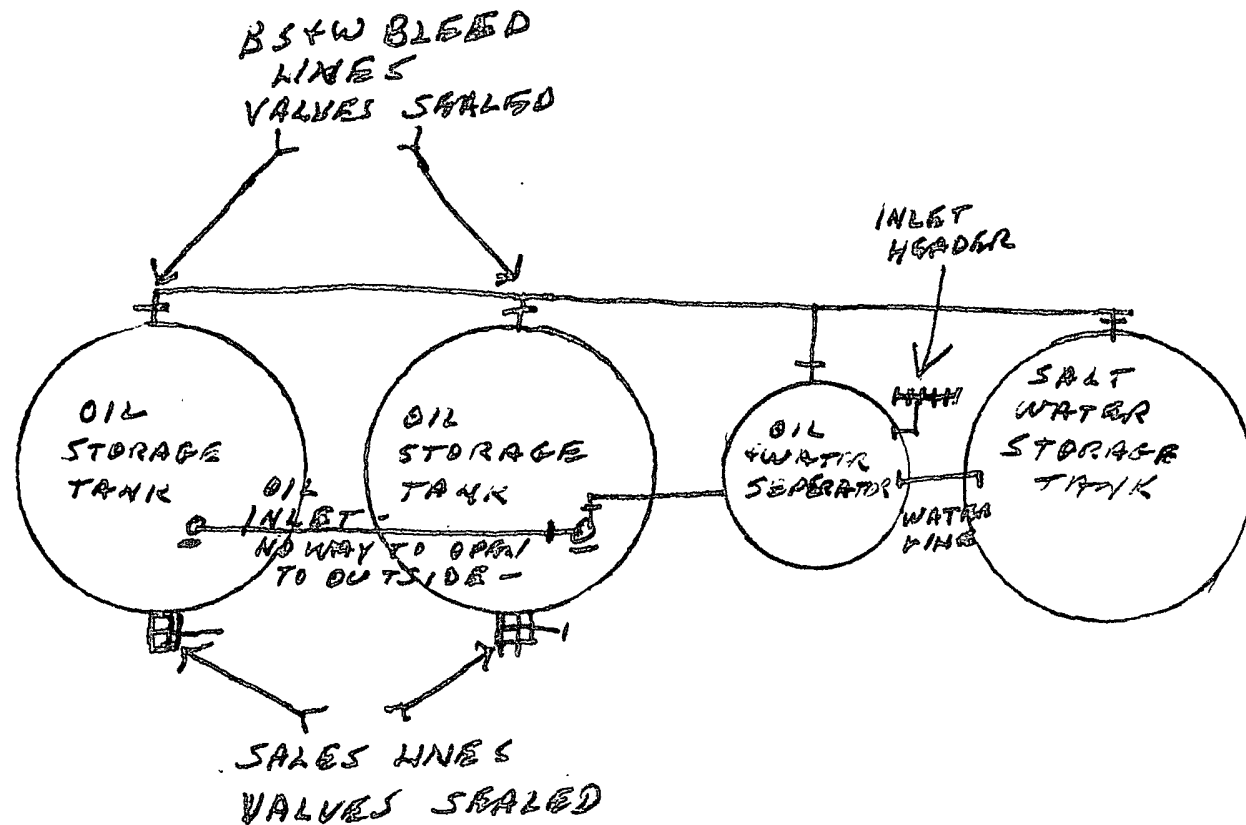 BS+W BLEED
LINES
VALVES SEALED
INLET
HEADER
OIL
STORAGE
TANK
OIL
STORAGE
TANK
OIL
+WATER
SEPERATOR
SALT
WATER
STORAGE
TANK
OIL
INLET -
NO WAY TO OPEN
TO OUTSIDE -
WATER
LINE
SALES LINES
VALVES SEALED